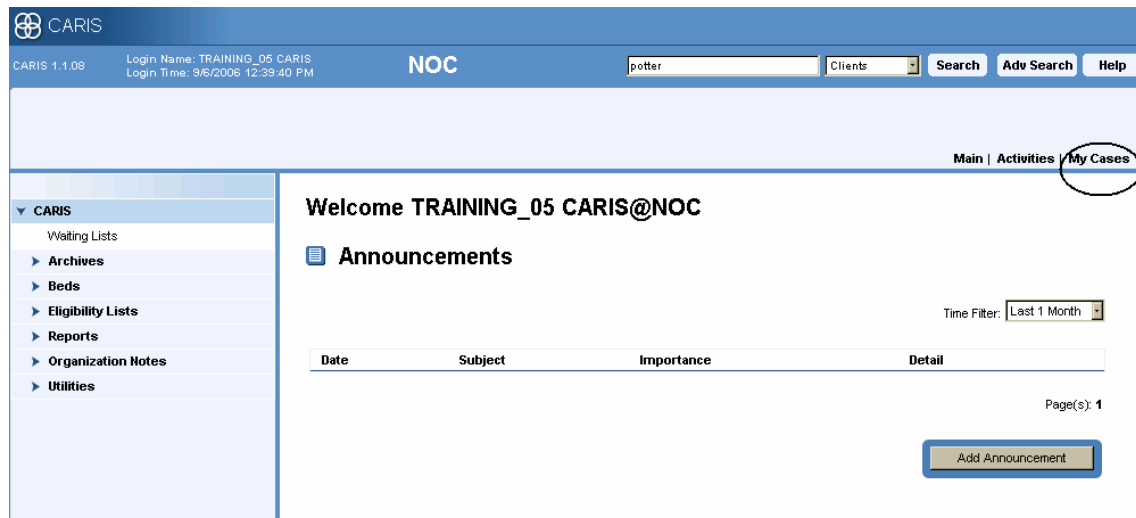 CARIS
CARIS 1.1.08
Login Name: TRAINING_05 CARIS
Login Time: 9/6/2006 12:39:40 PM
NOC
potter
Clients
Search
Adv Search
Help
Main | Activities | My Cases
CARIS
Waiting Lists
Archives
Beds
Eligibility Lists
Reports
Organization Notes
Utilities
Welcome TRAINING_05 CARIS@NOC
Announcements
Time Filter: Last 1 Month
Date Subject Importance Detail
Page(s): 1
Add Announcement